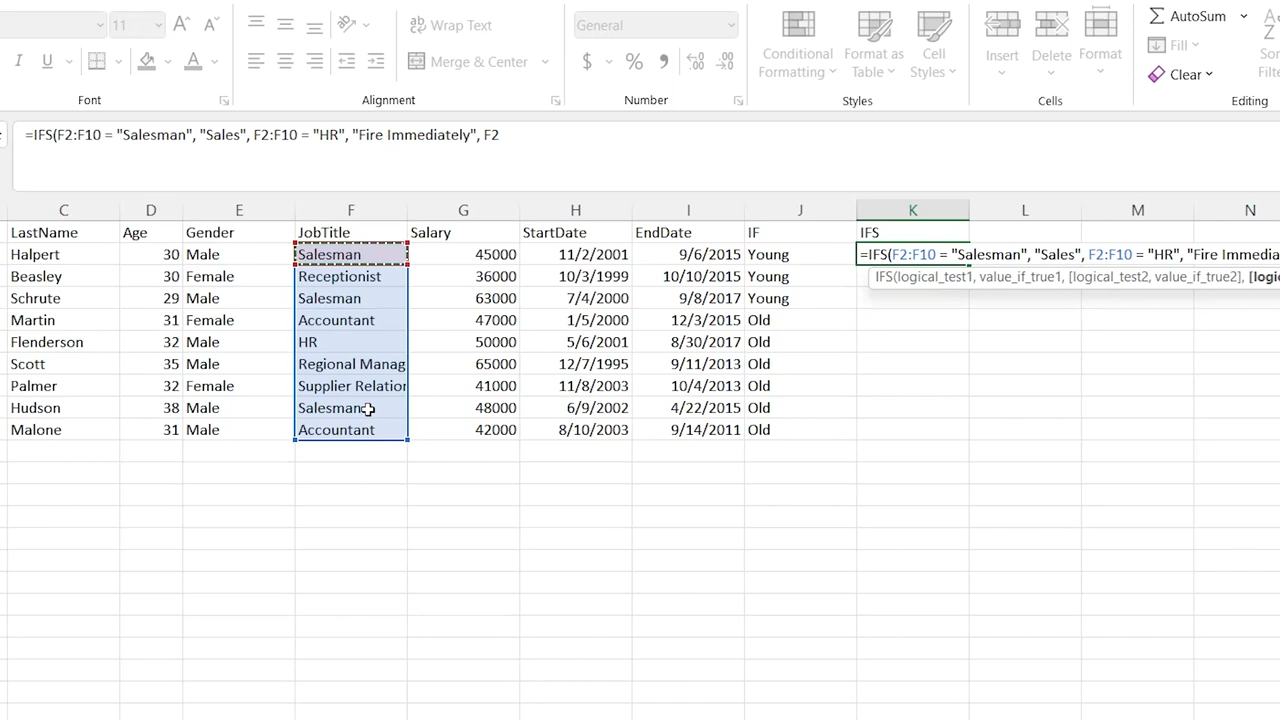 11
Wrap Text
General
AutoSum
Fill
Clear
Merge & Center
$ %
Conditional Formatting
Format as Table
Cell Styles
Insert
Delete
Format
Font
Alignment
Number
Styles
Cells
Editing
=IFS(F2:F10 = "Salesman", "Sales", F2:F10 = "HR", "Fire Immediately", F2
C D E F G H I J K L M N
LastName Age Gender JobTitle Salary StartDate EndDate IF IFS
Halpert 30 Male Salesman 45000 11/2/2001 9/6/2015 Young =IFS(F2:F10 = "Salesman", "Sales", F2:F10 = "HR", "Fire Immedia
Beasley 30 Female Receptionist 36000 10/3/1999 10/10/2015 Young IFS(logical_test1, value_if_true1, [logical_test2, value_if_true2], [logi
Schrute 29 Male Salesman 63000 7/4/2000 9/8/2017 Young
Martin 31 Female Accountant 47000 1/5/2000 12/3/2015 Old
Flenderson 32 Male HR 50000 5/6/2001 8/30/2017 Old
Scott 35 Male Regional Manag 65000 12/7/1995 9/11/2013 Old
Palmer 32 Female Supplier Relation 41000 11/8/2003 10/4/2013 Old
Hudson 38 Male Salesman 48000 6/9/2002 4/22/2015 Old
Malone 31 Male Accountant 42000 8/10/2003 9/14/2011 Old